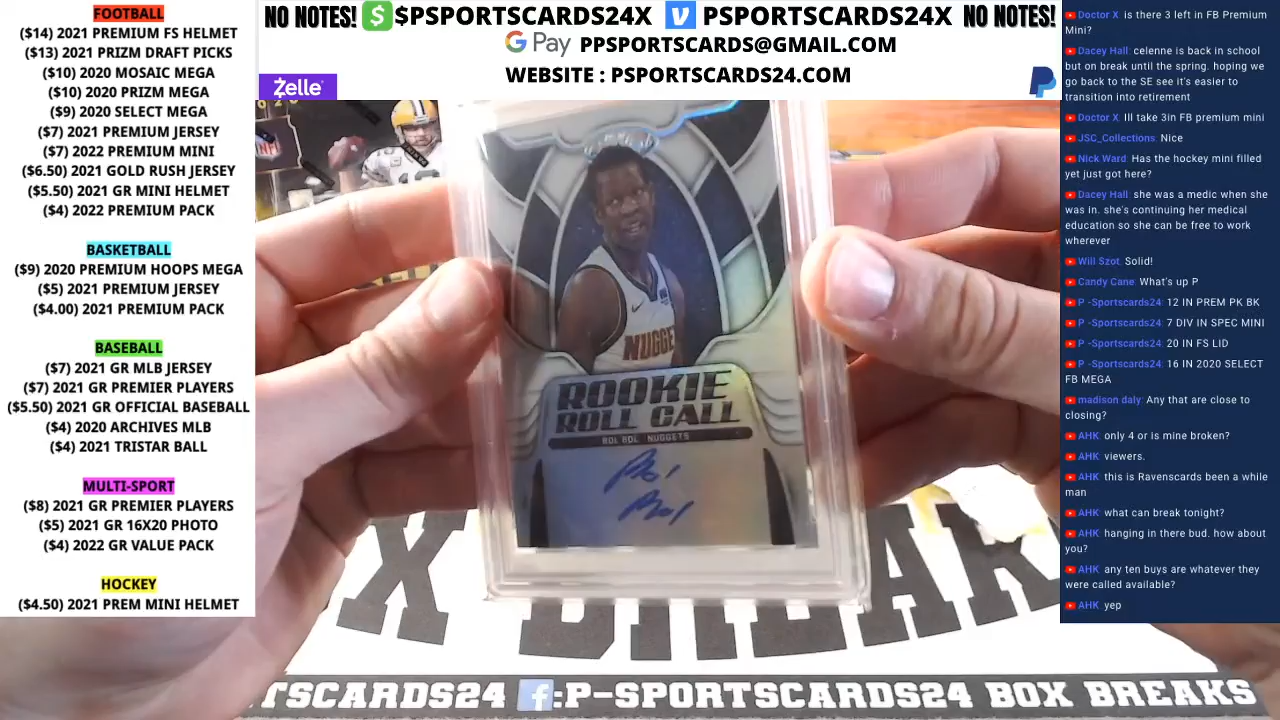 FOOTBALL
($14) 2021 PREMIUM FS HELMET
($13) 2021 PRIZM DRAFT PICKS
($10) 2020 MOSAIC MEGA
($10) 2020 PRIZM MEGA
($9) 2020 SELECT MEGA
($7) 2021 PREMIUM JERSEY
($7) 2022 PREMIUM MINI
($6.50) 2021 GOLD RUSH JERSEY
($5.50) 2021 GR MINI HELMET
($4) 2022 PREMIUM PACK
BASKETBALL
($9) 2020 PREMIUM HOOPS MEGA
($5) 2021 PREMIUM JERSEY
($4.00) 2021 PREMIUM PACK
BASEBALL
($7) 2021 GR MLB JERSEY
($7) 2021 GR PREMIER PLAYERS
($5.50) 2021 GR OFFICIAL BASEBALL
($4) 2020 ARCHIVES MLB
($4) 2021 TRISTAR BALL
MULTI-SPORT
($8) 2021 GR PREMIER PLAYERS
($5) 2021 GR 16X20 PHOTO
($4) 2022 GR VALUE PACK
HOCKEY
($4.50) 2021 PREM MINI HELMET
NO NOTES! $ $PSPORTSCARDS24X V PSPORTSCARDS24X NO NOTES!
G Pay PPSPORTSCARDS@GMAIL.COM
WEBSITE : PSPORTSCARDS24.COM
Zelle
NUGGE
ROOKIE
ROLL CALL
BOL BOL NUGGETS
X BREAK
TSCARDS24 f:P-SPORTSCARDS24 BOX BREAKS
Doctor X is there 3 left in FB Premium
Mini?
Dacey Hall: celenne is back in school
but on break until the spring. hoping we
go back to the SE see it's easier to
transition into retirement
Doctor X Ill take 3in FB premium mini
JSC_Collections: Nice
Nick Ward: Has the hockey mini filled
yet just got here?
Dacey Hall: she was a medic when she
was in. she's continuing her medical
education so she can be free to work
wherever
Will Szot: Solid!
Candy Cane: What's up P
P -Sportscards24: 12 IN PREM PK BK
P -Sportscards24: 7 DIV IN SPEC MINI
P -Sportscards24: 20 IN FS LID
P -Sportscards24: 16 IN 2020 SELECT
FB MEGA
madison daly: Any that are close to
closing?
AHK only 4 or is mine broken?
AHK viewers.
AHK this is Ravenscards been a while
man
AHK what can break tonight?
AHK hanging in there bud. how about
you?
AHK any ten buys are whatever they
were called available?
AHK yep